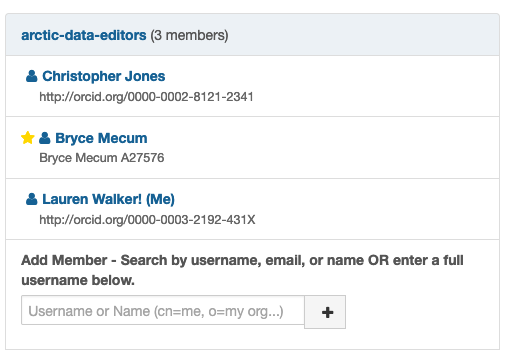 arctic-data-editors (3 members)
Christopher Jones
http://orcid.org/0000-0002-8121-2341
Bryce Mecum
Bryce Mecum A27576
Lauren Walker! (Me)
http://orcid.org/0000-0003-2192-431X
Add Member - Search by username, email, or name OR enter a full
username below.
Username or Name (cn=me, o=my org...)